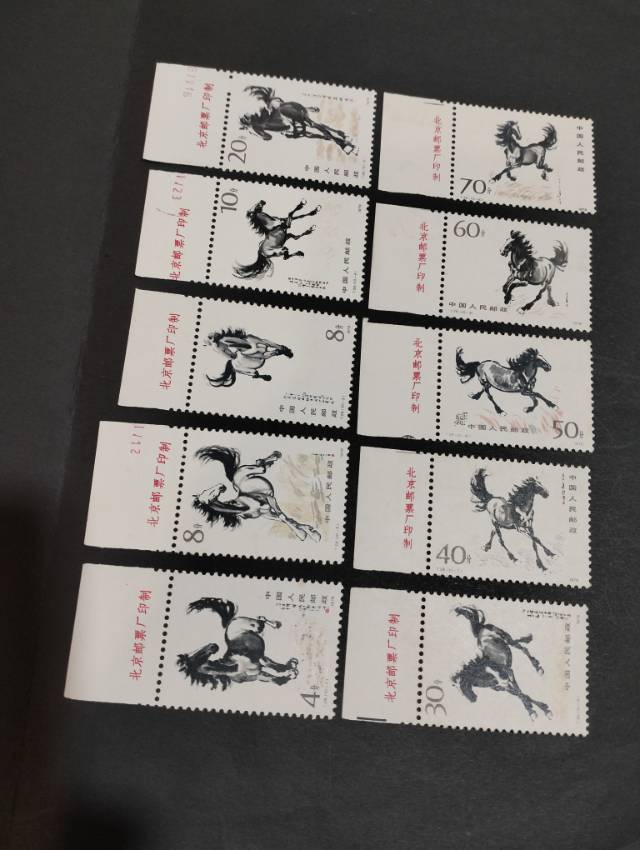 北京邮票厂印制
20分
中国人民邮政
北京邮票厂印制
70分
中国人民邮政
1123
北京邮票厂印制
10分
中国人民邮政
北京邮票厂印制
60分
中国人民邮政
北京邮票厂印制
8分
中国人民邮政
北京邮票厂印制
50分
中国人民邮政
1112
北京邮票厂印制
8分
中国人民邮政
北京邮票厂印制
40分
中国人民邮政
北京邮票厂印制
4分
中国人民邮政
北京邮票厂印制
30分
中国人民邮政